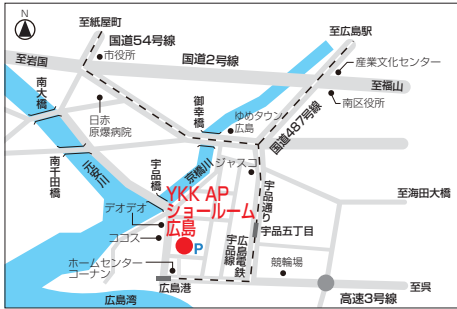 N
至紙屋町
至広島駅
国道54号線
市役所
国道2号線
産業文化センター
至岩国
至福山
南大橋
日赤
原爆病院
御幸橋
ゆめタウン
広島
南区役所
国道487号線
南千田橋
元安川
宇品橋
京橋川
ジャスコ
宇品通り
至海田大橋
YKK AP
ショールーム
広島
デオデオ
ココス
P
宇品五丁目
広島電鉄
宇品線
ホームセンター
コーナン
競輪場
広島港
至呉
広島湾
高速3号線